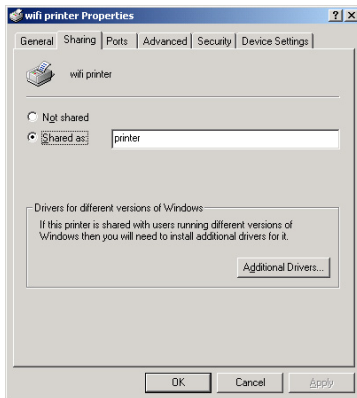 wifi printer Properties
General Sharing Ports Advanced Security Device Settings
wifi printer
Not shared
Shared as: printer
Drivers for different versions of Windows
If this printer is shared with users running different versions of
Windows then you will need to install additional drivers for it.
Additional Drivers...
OK Cancel Apply